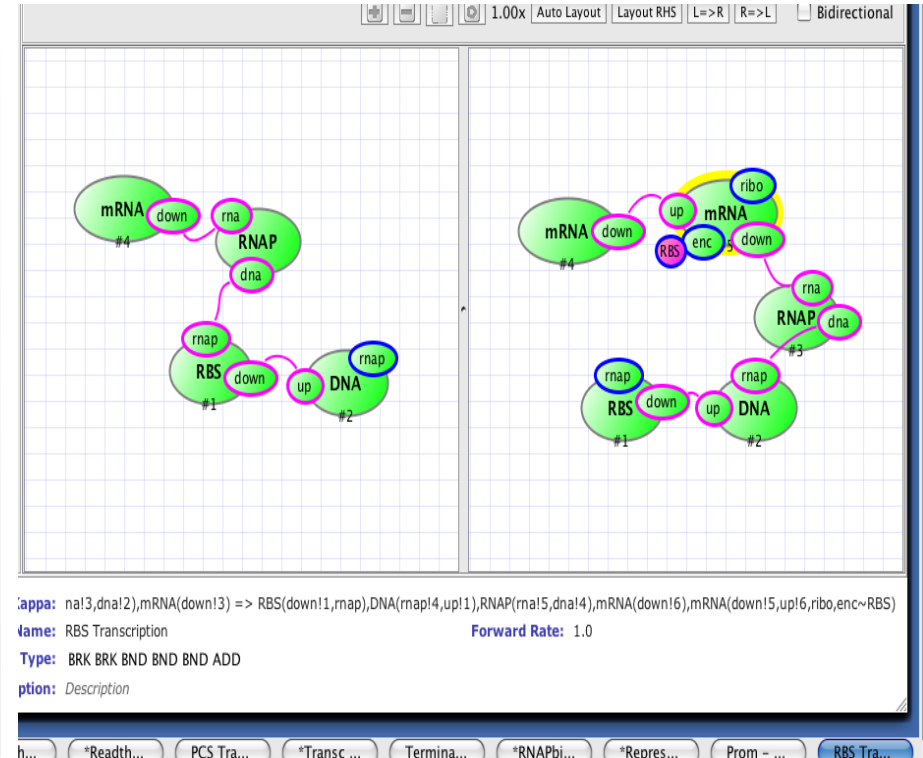 1.00x Auto Layout Layout RHS L=>R R=>L Bidirectional
mRNA down rna
#4 RNAP
dna
rnap
RBS down up DNA rnap
#1 #2
ribo
up mRNA
mRNA down RBS enc 5 down
#4
rna
RNAP dna
#3
rnap rnap
RBS down up DNA
#1 #2
Kappa: na!3,dna!2),mRNA(down!3) => RBS(down!1,rnap),DNA(rnap!4,up!1),RNAP(rna!5,dna!4),mRNA(down!6),mRNA(down!5,up!6,ribo,enc~RBS)
Name: RBS Transcription Forward Rate: 1.0
Type: BRK BRK BND BND BND ADD
ption: Description
h... *Readth... PCS Tra... *Transc ... Termina... *RNAPbi... *Repres... Prom - ... RBS Tra...